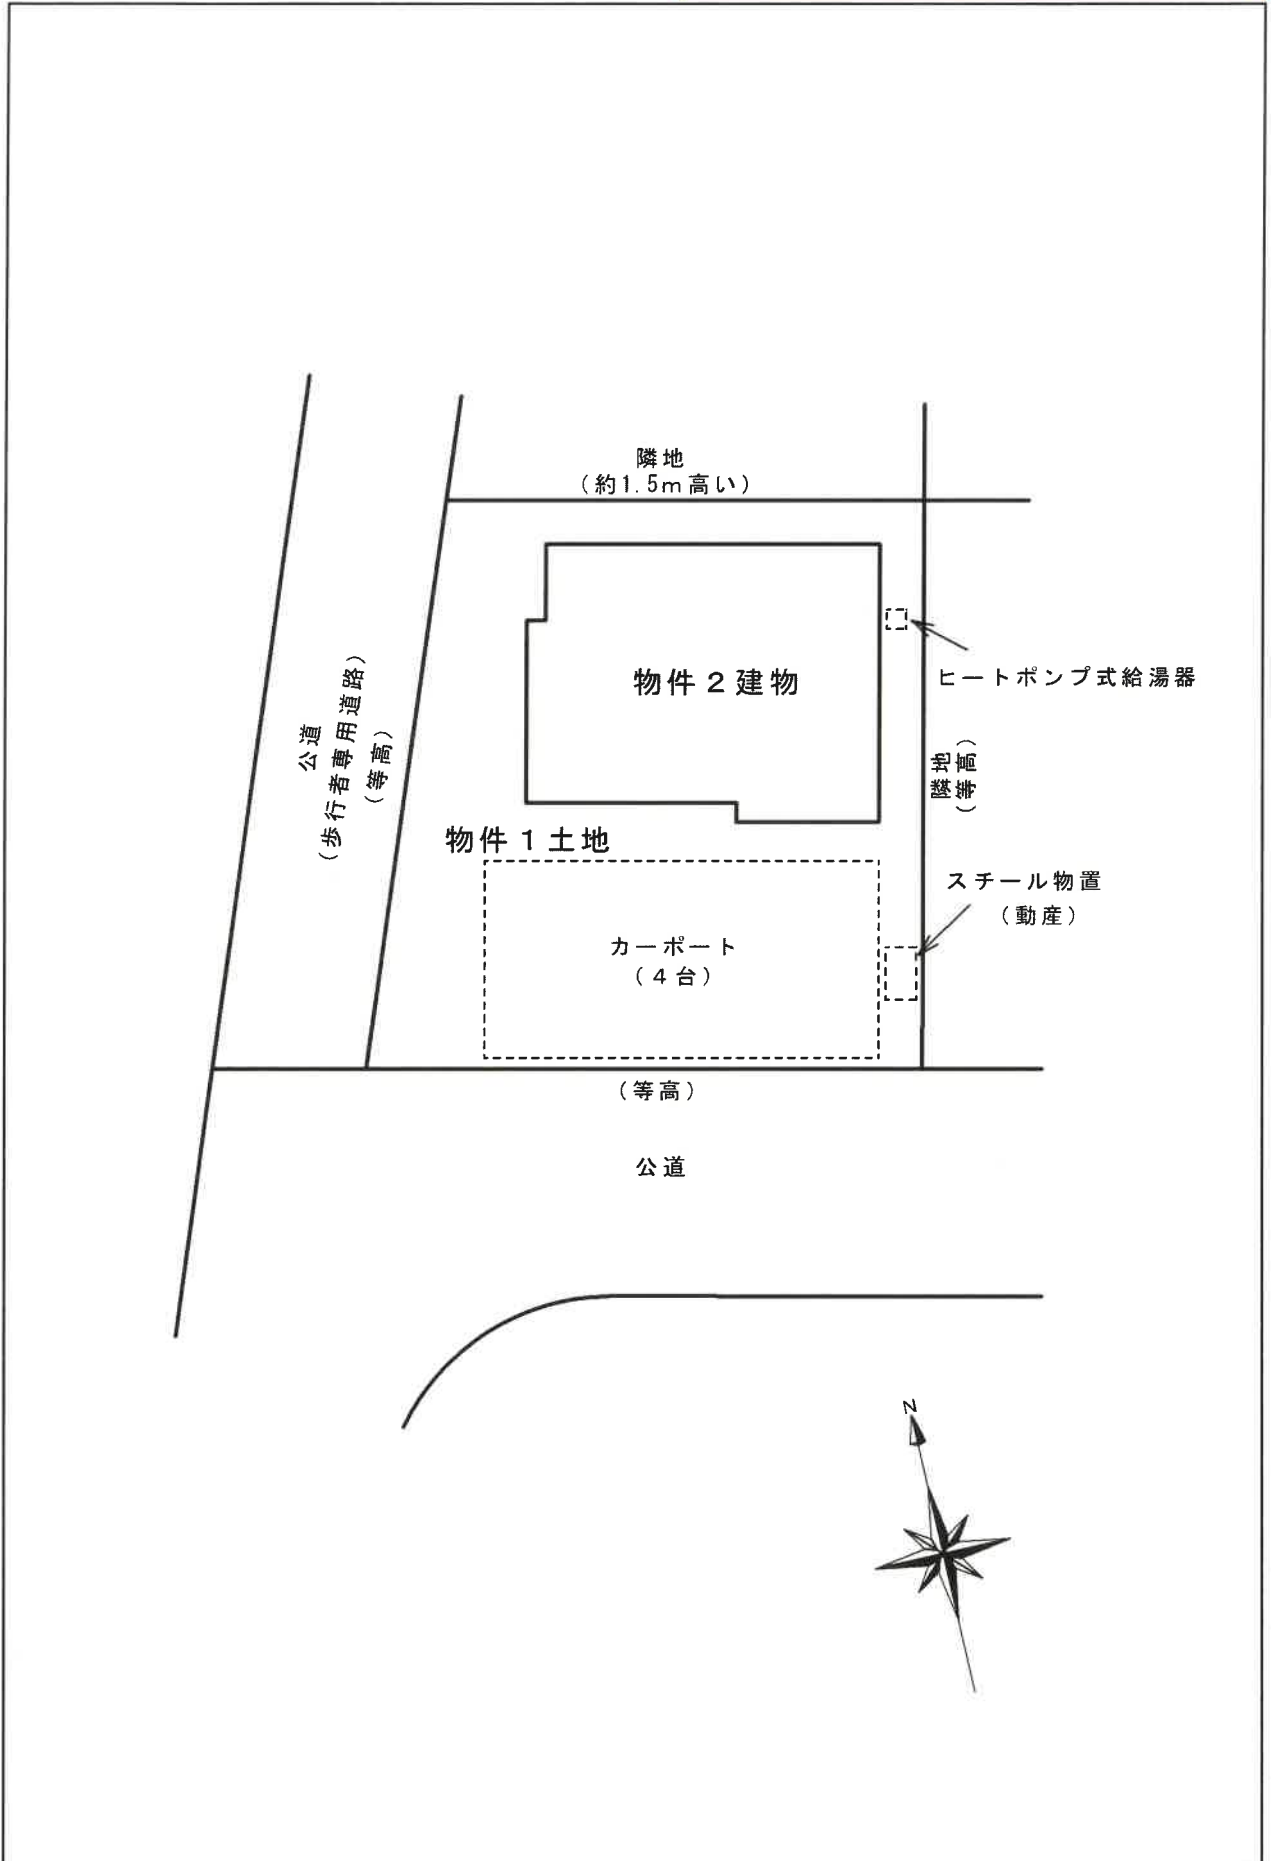 隣地
(約1.5m高い)
物件2建物
ヒートポンプ式給湯器
公道
(歩行者専用道路)
(等高)
隣地
(等高)
物件1土地
スチール物置
(動産)
カーポート
(4台)
(等高)
公道
N